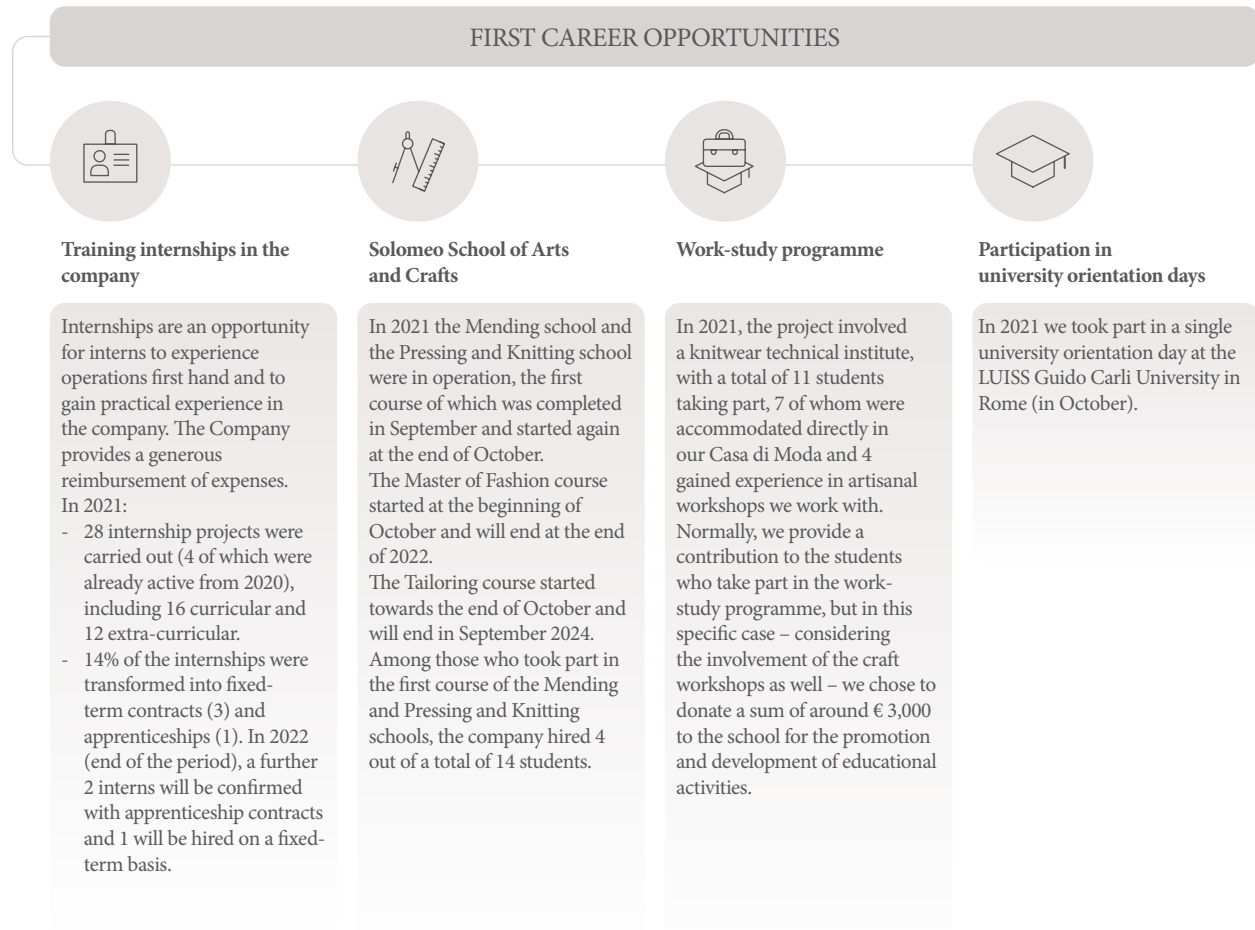 FIRST CAREER OPPORTUNITIES
Training internships in the
company
Internships are an opportunity
for interns to experience
operations first hand and to
gain practical experience in
the company. The Company
provides a generous
reimbursement of expenses.
In 2021:
- 28 internship projects were
carried out (4 of which were
already active from 2020),
including 16 curricular and
12 extra-curricular.
- 14% of the internships were
transformed into fixed-
term contracts (3) and
apprenticeships (1). In 2022
(end of the period), a further
2 interns will be confirmed
with apprenticeship contracts
and 1 will be hired on a fixed-
term basis.
Solomeo School of Arts
and Crafts
In 2021 the Mending school and
the Pressing and Knitting school
were in operation, the first
course of which was completed
in September and started again
at the end of October.
The Master of Fashion course
started at the beginning of
October and will end at the end
of 2022.
The Tailoring course started
towards the end of October and
will end in September 2024.
Among those who took part in
the first course of the Mending
and Pressing and Knitting
schools, the company hired 4
out of a total of 14 students.
Work-study programme
In 2021, the project involved
a knitwear technical institute,
with a total of 11 students
taking part, 7 of whom were
accommodated directly in
our Casa di Moda and 4
gained experience in artisanal
workshops we work with.
Normally, we provide a
contribution to the students
who take part in the work-
study programme, but in this
specific case – considering
the involvement of the craft
workshops as well – we chose to
donate a sum of around € 3,000
to the school for the promotion
and development of educational
activities.
Participation in
university orientation days
In 2021 we took part in a single
university orientation day at the
LUISS Guido Carli University in
Rome (in October).